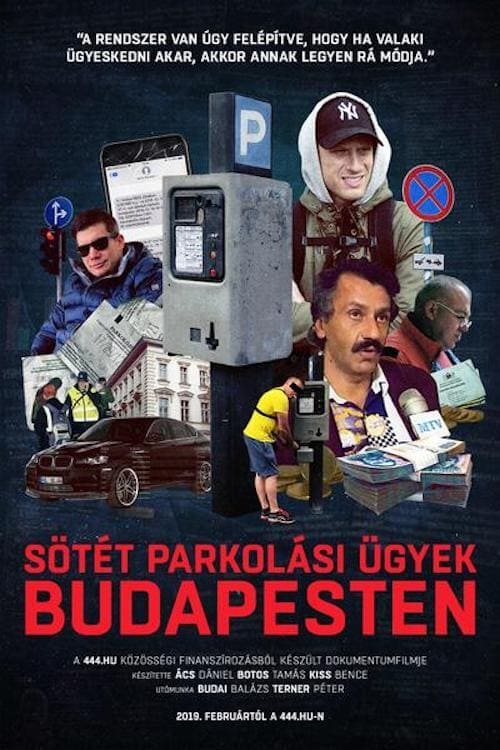 "A RENDSZER VAN ÚGY FELÉPÍTVE, HOGY HA VALAKI
ÜGYESKEDNI AKAR, AKKOR ANNAK LEGYEN RÁ MÓDJA."
P
NY
MTV
SÖTÉT PARKOLÁSI ÜGYEK
BUDAPESTEN
A 444.HU KÖZÖSSÉGI FINANSZÍROZÁSBÓL KÉSZÜLT DOKUMENTUMFILMJE
KÉSZÍTETTE ÁCS DÁNIEL BOTOS TAMÁS KISS BENCE
UTÓMUNKA BUDAI BALÁZS TERNER PÉTER
2019. FEBRUÁRTÓL A 444.HU-N